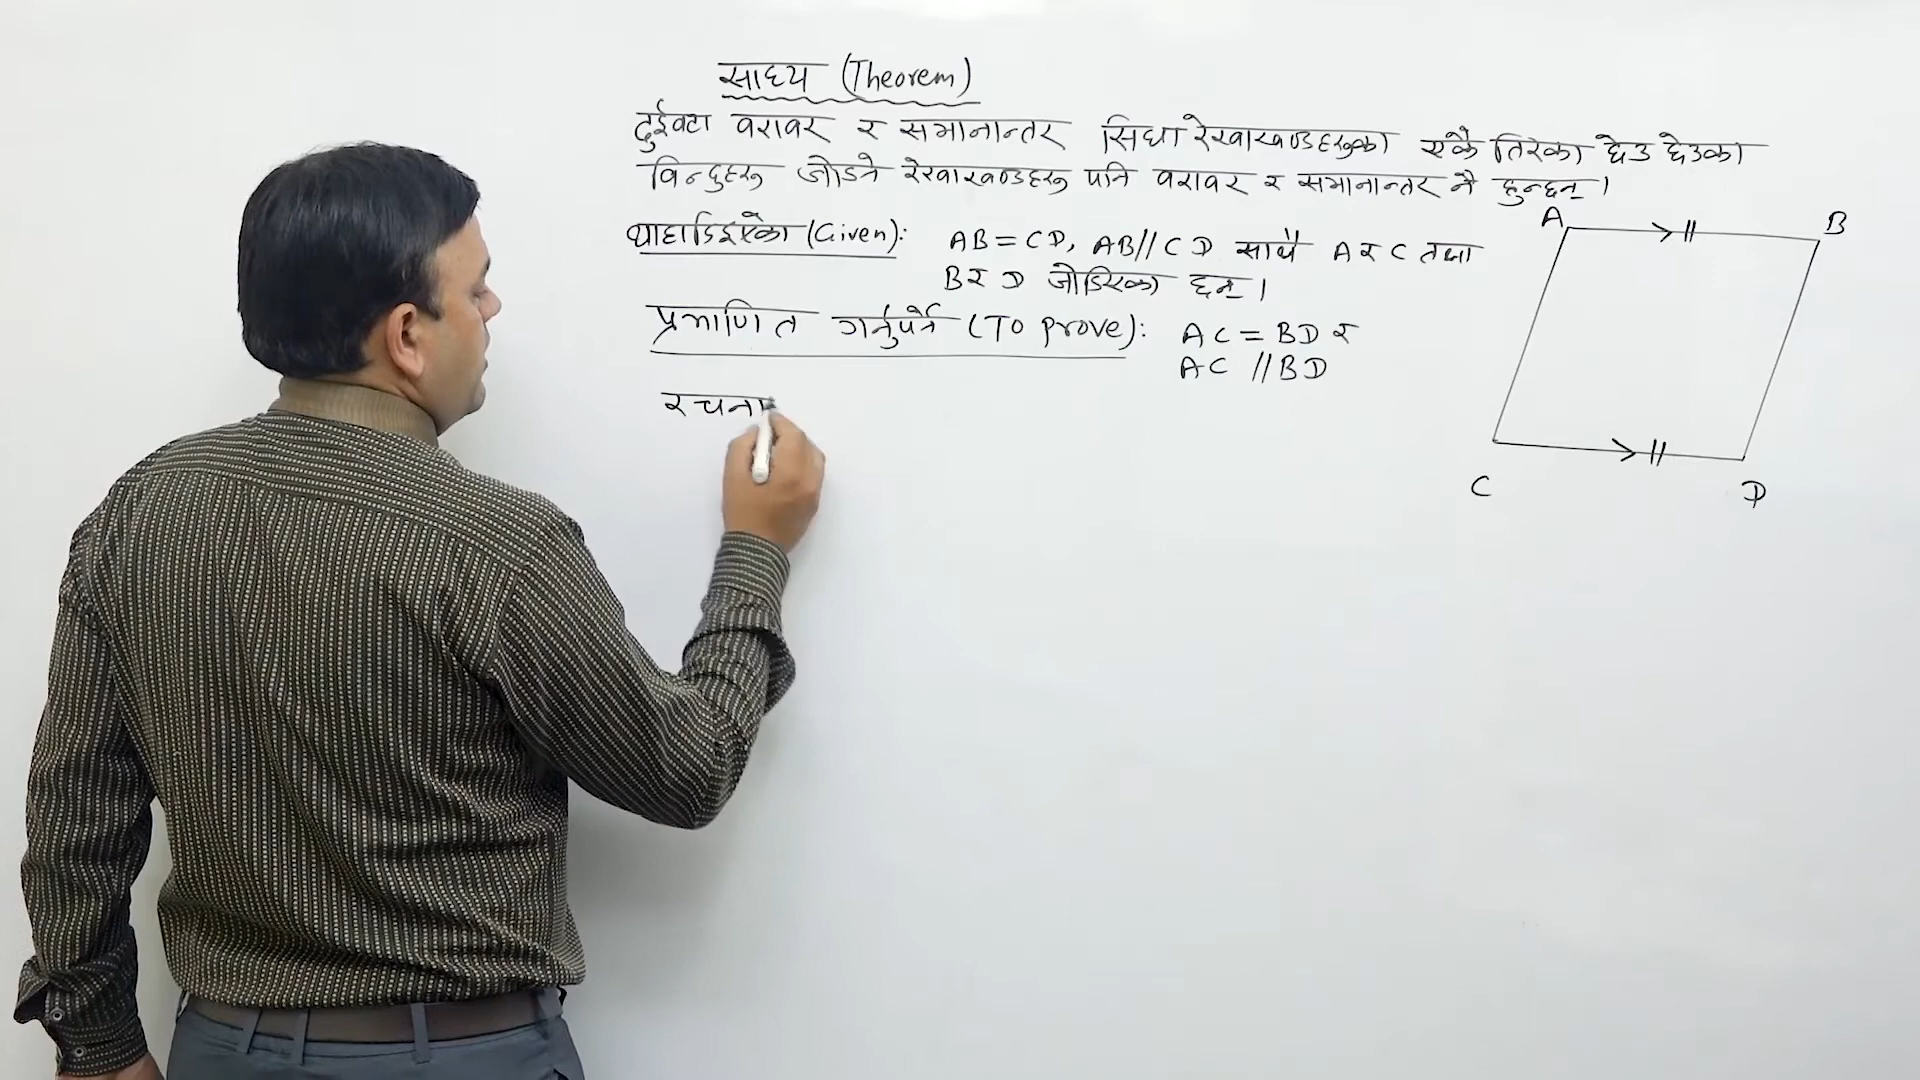 साध्य (Theorem)
दुईवटा बराबर र समानान्तर सिधा रेखाखण्डहरूका एकै तिरका छेउ छेउका
विन्दुहरू जोड्ने रेखाखण्डहरू पनि बराबर र समानान्तर नै हुन्छन् ।
थाहा दिइएको (Given): AB = CD, AB // CD साथै A र C तथा
B र D जोडिएका छन् ।
प्रमाणित गर्नुपर्ने (To prove): AC = BD र
AC // BD
रचना
A
B
C
D